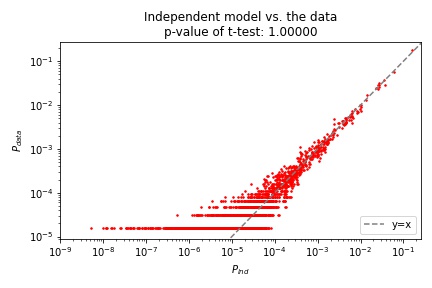 Independent model vs. the data
p-value of t-test: 1.00000
10⁻¹
10⁻²
10⁻³
10⁻⁴
10⁻⁵
P_data
y=x
10⁻⁹ 10⁻⁸ 10⁻⁷ 10⁻⁶ 10⁻⁵ 10⁻⁴ 10⁻³ 10⁻² 10⁻¹
P_ind